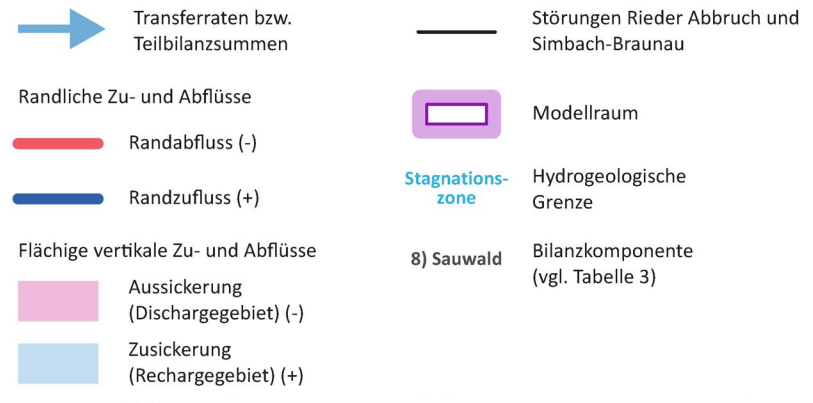 Transferraten bzw.
Teilbilanzsummen
Randliche Zu- und Abflüsse
Randabfluss (-)
Randzufluss (+)
Flächige vertikale Zu- und Abflüsse
Aussickerung
(Dischargegebiet) (-)
Zusickerung
(Rechargegebiet) (+)
Störungen Rieder Abbruch und
Simbach-Braunau
Modellraum
Stagnations-
zone
Hydrogeologische
Grenze
8) Sauwald
Bilanzkomponente
(vgl. Tabelle 3)